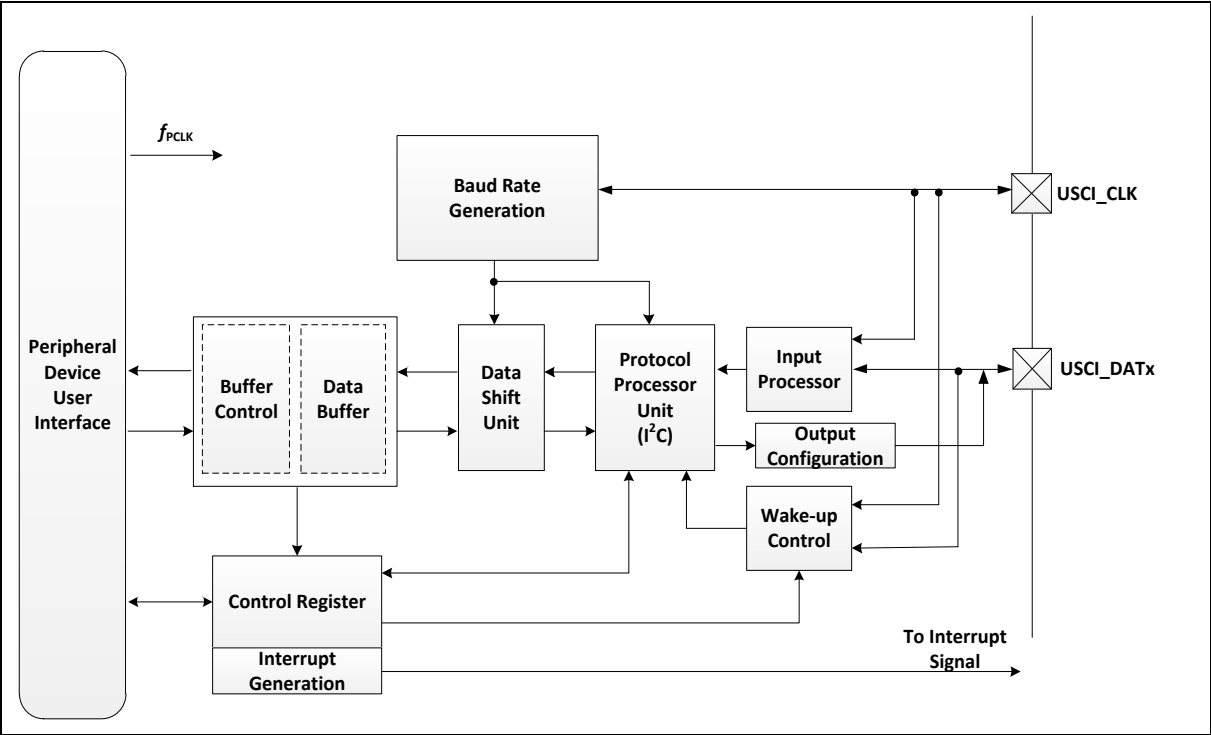 fPCLK
Baud Rate
Generation
USCI_CLK
Peripheral
Device
User
Interface
Buffer
Control
Data
Buffer
Data
Shift
Unit
Protocol
Processor
Unit
(I²C)
Input
Processor
USCI_DATx
Output
Configuration
Wake-up
Control
Control Register
Interrupt
Generation
To Interrupt
Signal